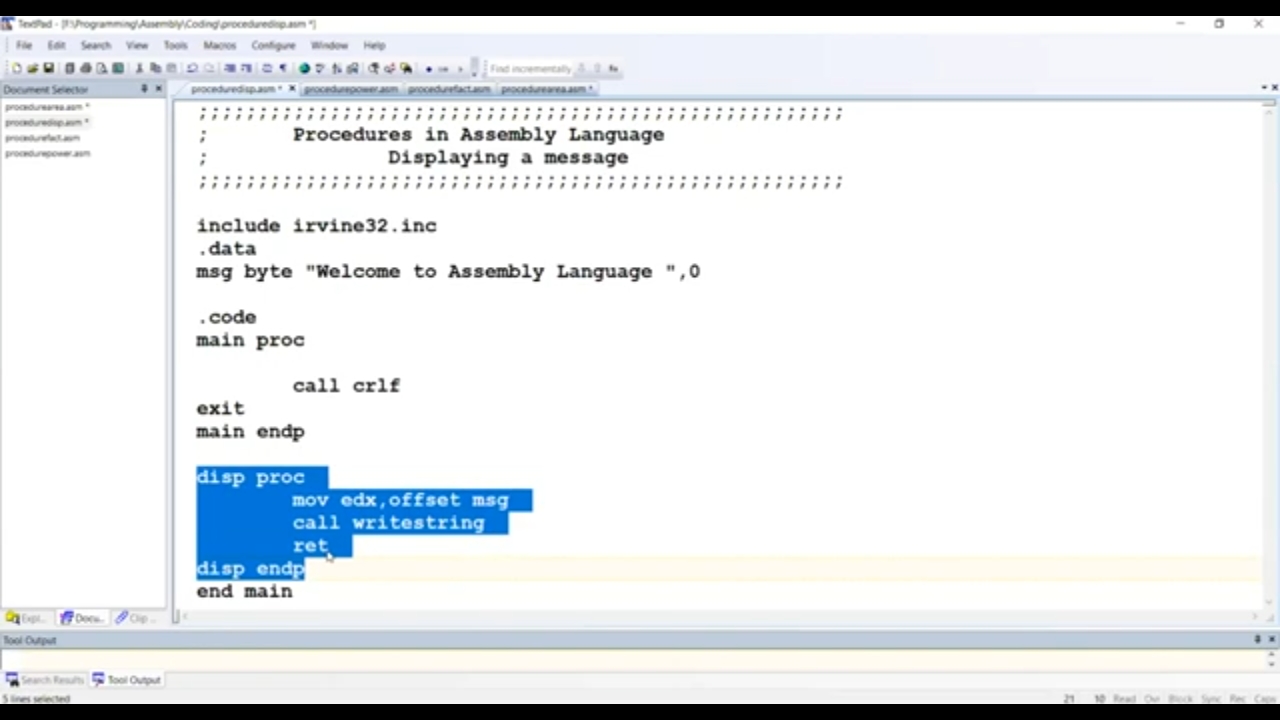 TextPad - [F:\Programming\Assembly\Coding\proceduredisp.asm *]
File Edit Search View Tools Macros Configure Window Help
Find incrementally
Document Selector
proceduredisp.asm * procedurepower.asm procedurefact.asm procedurearea.asm *
procedurearea.asm *
proceduredisp.asm *
procedurefact.asm
procedurepower.asm
;;;;;;;;;;;;;;;;;;;;;;;;;;;;;;;;;;;;;;;;;;;;;;;;;;;;;;
; Procedures in Assembly Language
; Displaying a message
;;;;;;;;;;;;;;;;;;;;;;;;;;;;;;;;;;;;;;;;;;;;;;;;;;;;;;
include irvine32.inc
.data
msg byte "Welcome to Assembly Language ",0
.code
main proc
call crlf
exit
main endp
disp proc
mov edx,offset msg
call writestring
ret
disp endp
end main
Expl... Docu... Clip ...
Tool Output
Search Results Tool Output
5 lines selected 21 10 Read Ovr Block Sync Rec Caps